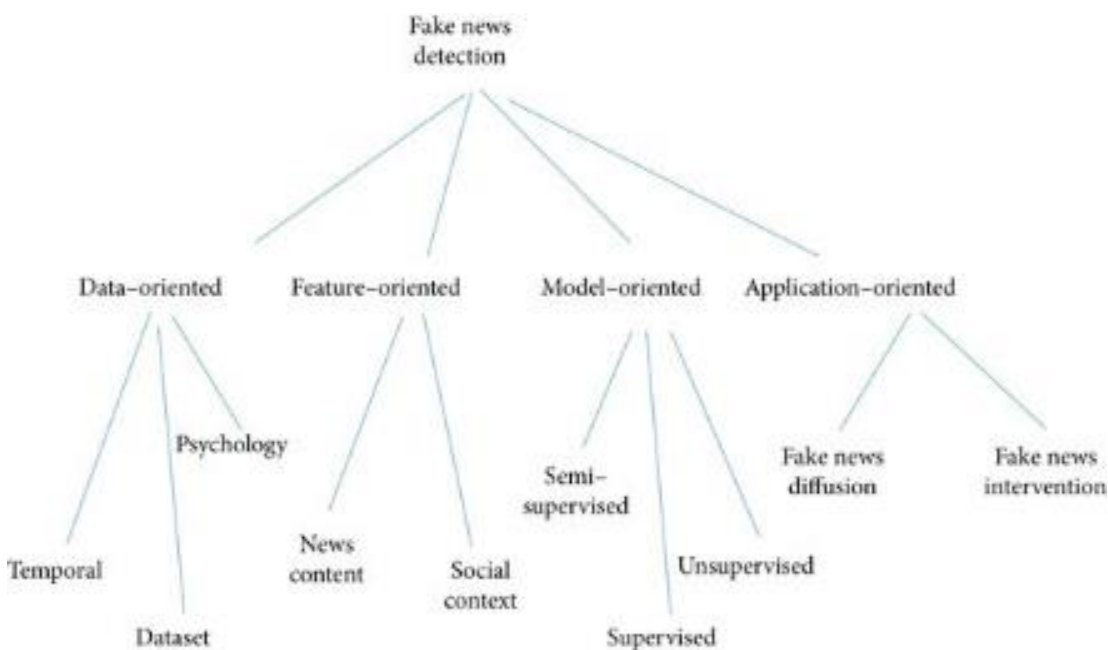 Fake news
detection
Data–oriented
Feature–oriented
Model–oriented
Application–oriented
Psychology
Temporal
Dataset
News
content
Social
context
Semi–
supervised
Supervised
Unsupervised
Fake news
diffusion
Fake news
intervention